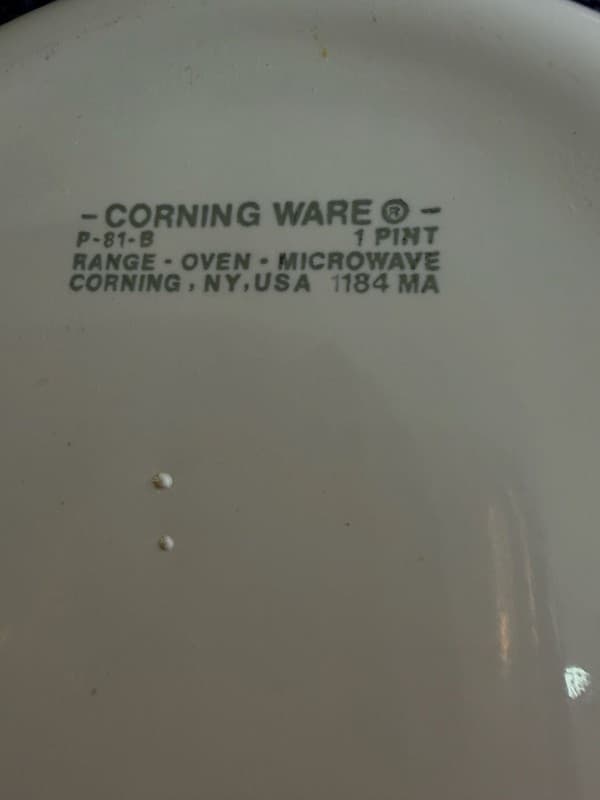 - CORNING WARE ® -
P-81-B 1 PINT
RANGE - OVEN - MICROWAVE
CORNING, NY, USA 1184 MA